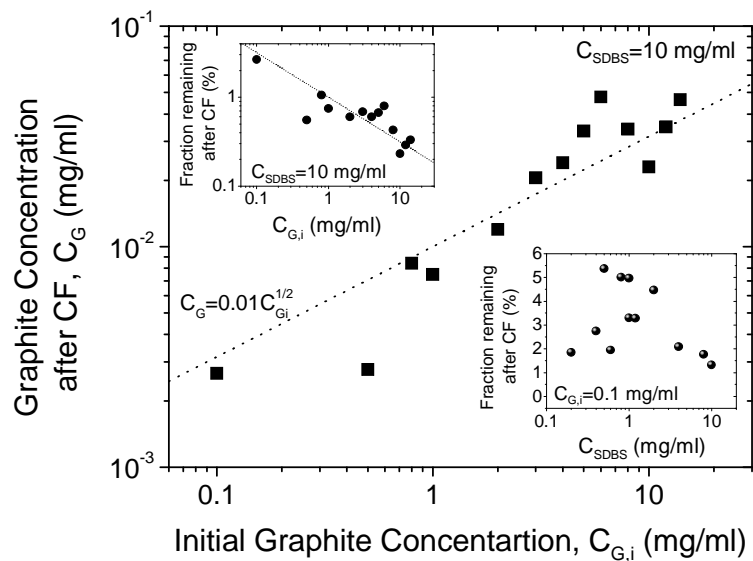 10^-1
10^-2
10^-3
0.1
1
10
Graphite Concentration
after CF, C_G (mg/ml)
Initial Graphite Concentartion, C_G,i (mg/ml)
C_SDBS=10 mg/ml
C_G=0.01C_Gi^1/2
Fraction remaining
after CF (%)
1
0.1
0.1
1
10
C_SDBS=10 mg/ml
C_G,i (mg/ml)
Fraction remaining
after CF (%)
6
5
4
3
2
1
0
C_G,i=0.1 mg/ml
0.1
1
10
C_SDBS (mg/ml)